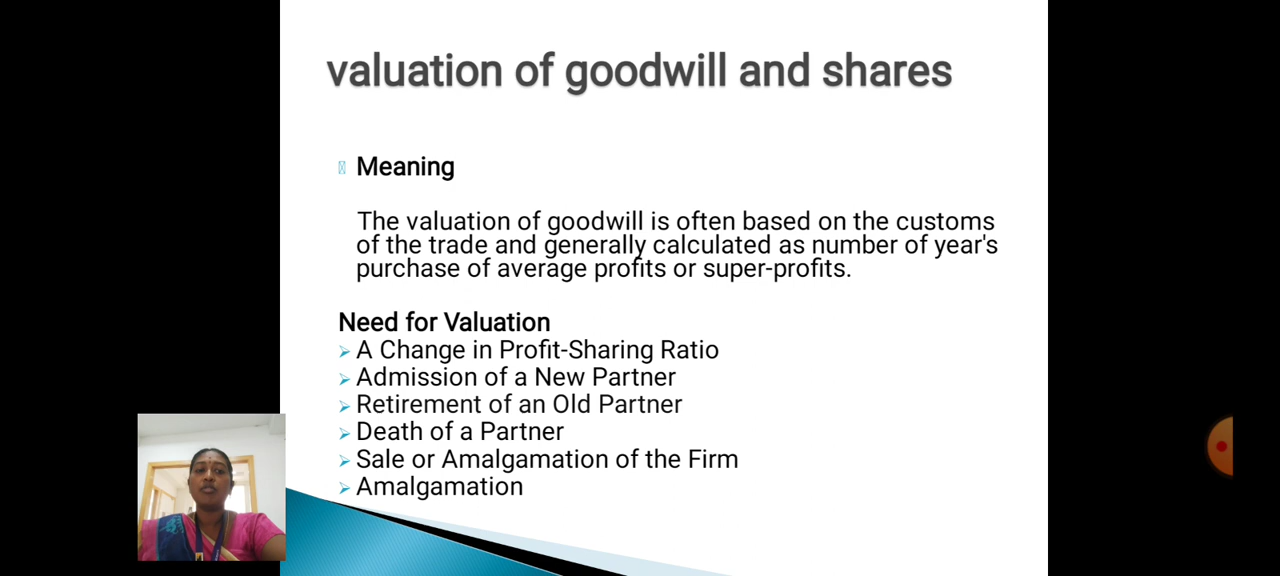 valuation of goodwill and shares
Meaning
The valuation of goodwill is often based on the customs
of the trade and generally calculated as number of year's
purchase of average profits or super-profits.
Need for Valuation
➢ A Change in Profit-Sharing Ratio
➢ Admission of a New Partner
➢ Retirement of an Old Partner
➢ Death of a Partner
➢ Sale or Amalgamation of the Firm
➢ Amalgamation